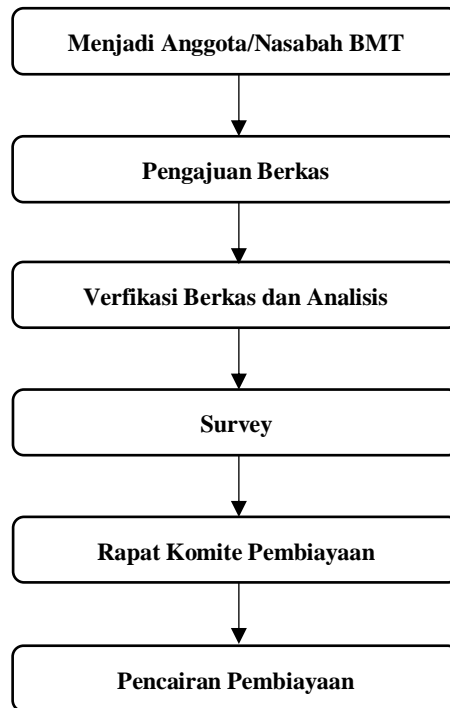 Menjadi Anggota/Nasabah BMT
Pengajuan Berkas
Verfikasi Berkas dan Analisis
Survey
Rapat Komite Pembiayaan
Pencairan Pembiayaan